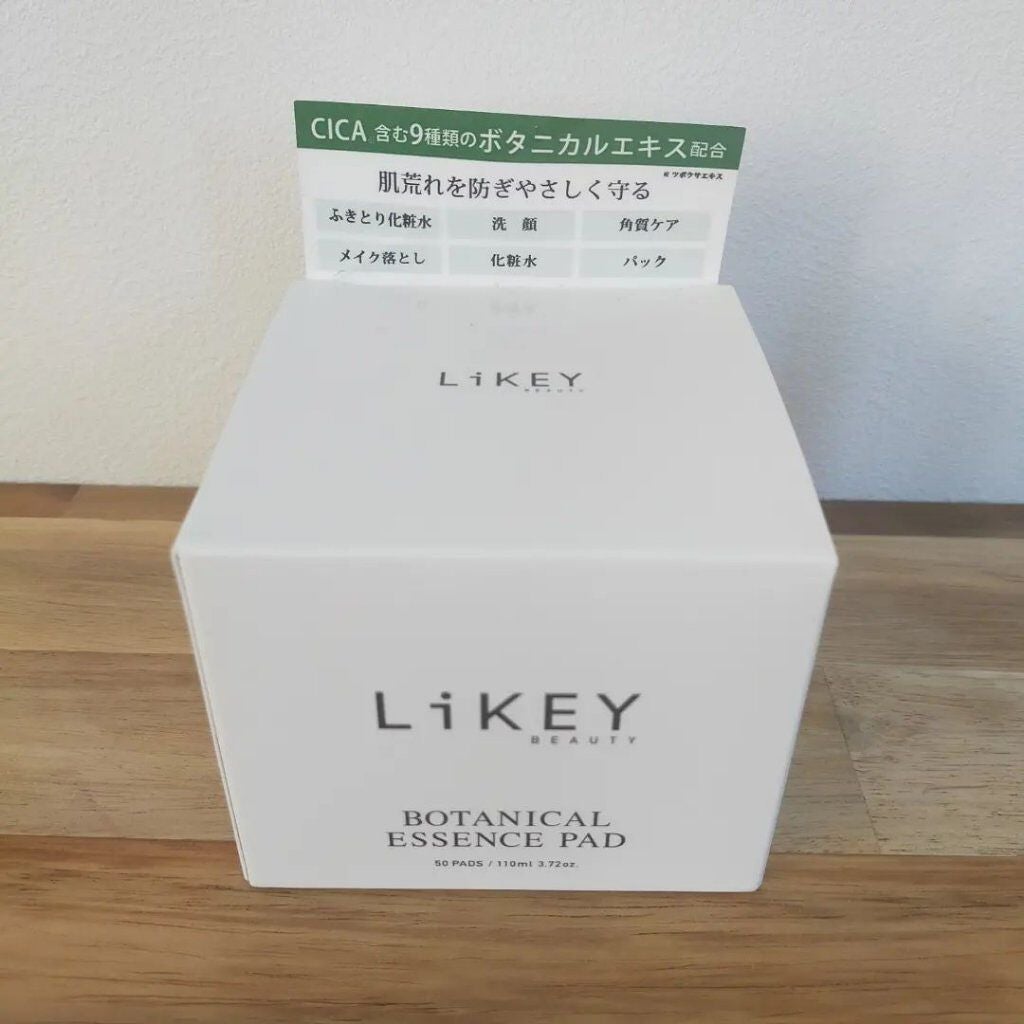 CICA 含む9種類のボタニカルエキス配合
※ツボクサエキス
肌荒れを防ぎやさしく守る
ふきとり化粧水 洗 顔 角質ケア
メイク落とし 化粧水 パック
LiKEY
BEAUTY
LiKEY
BEAUTY
BOTANICAL
ESSENCE PAD
50 PADS / 110ml 3.72oz.